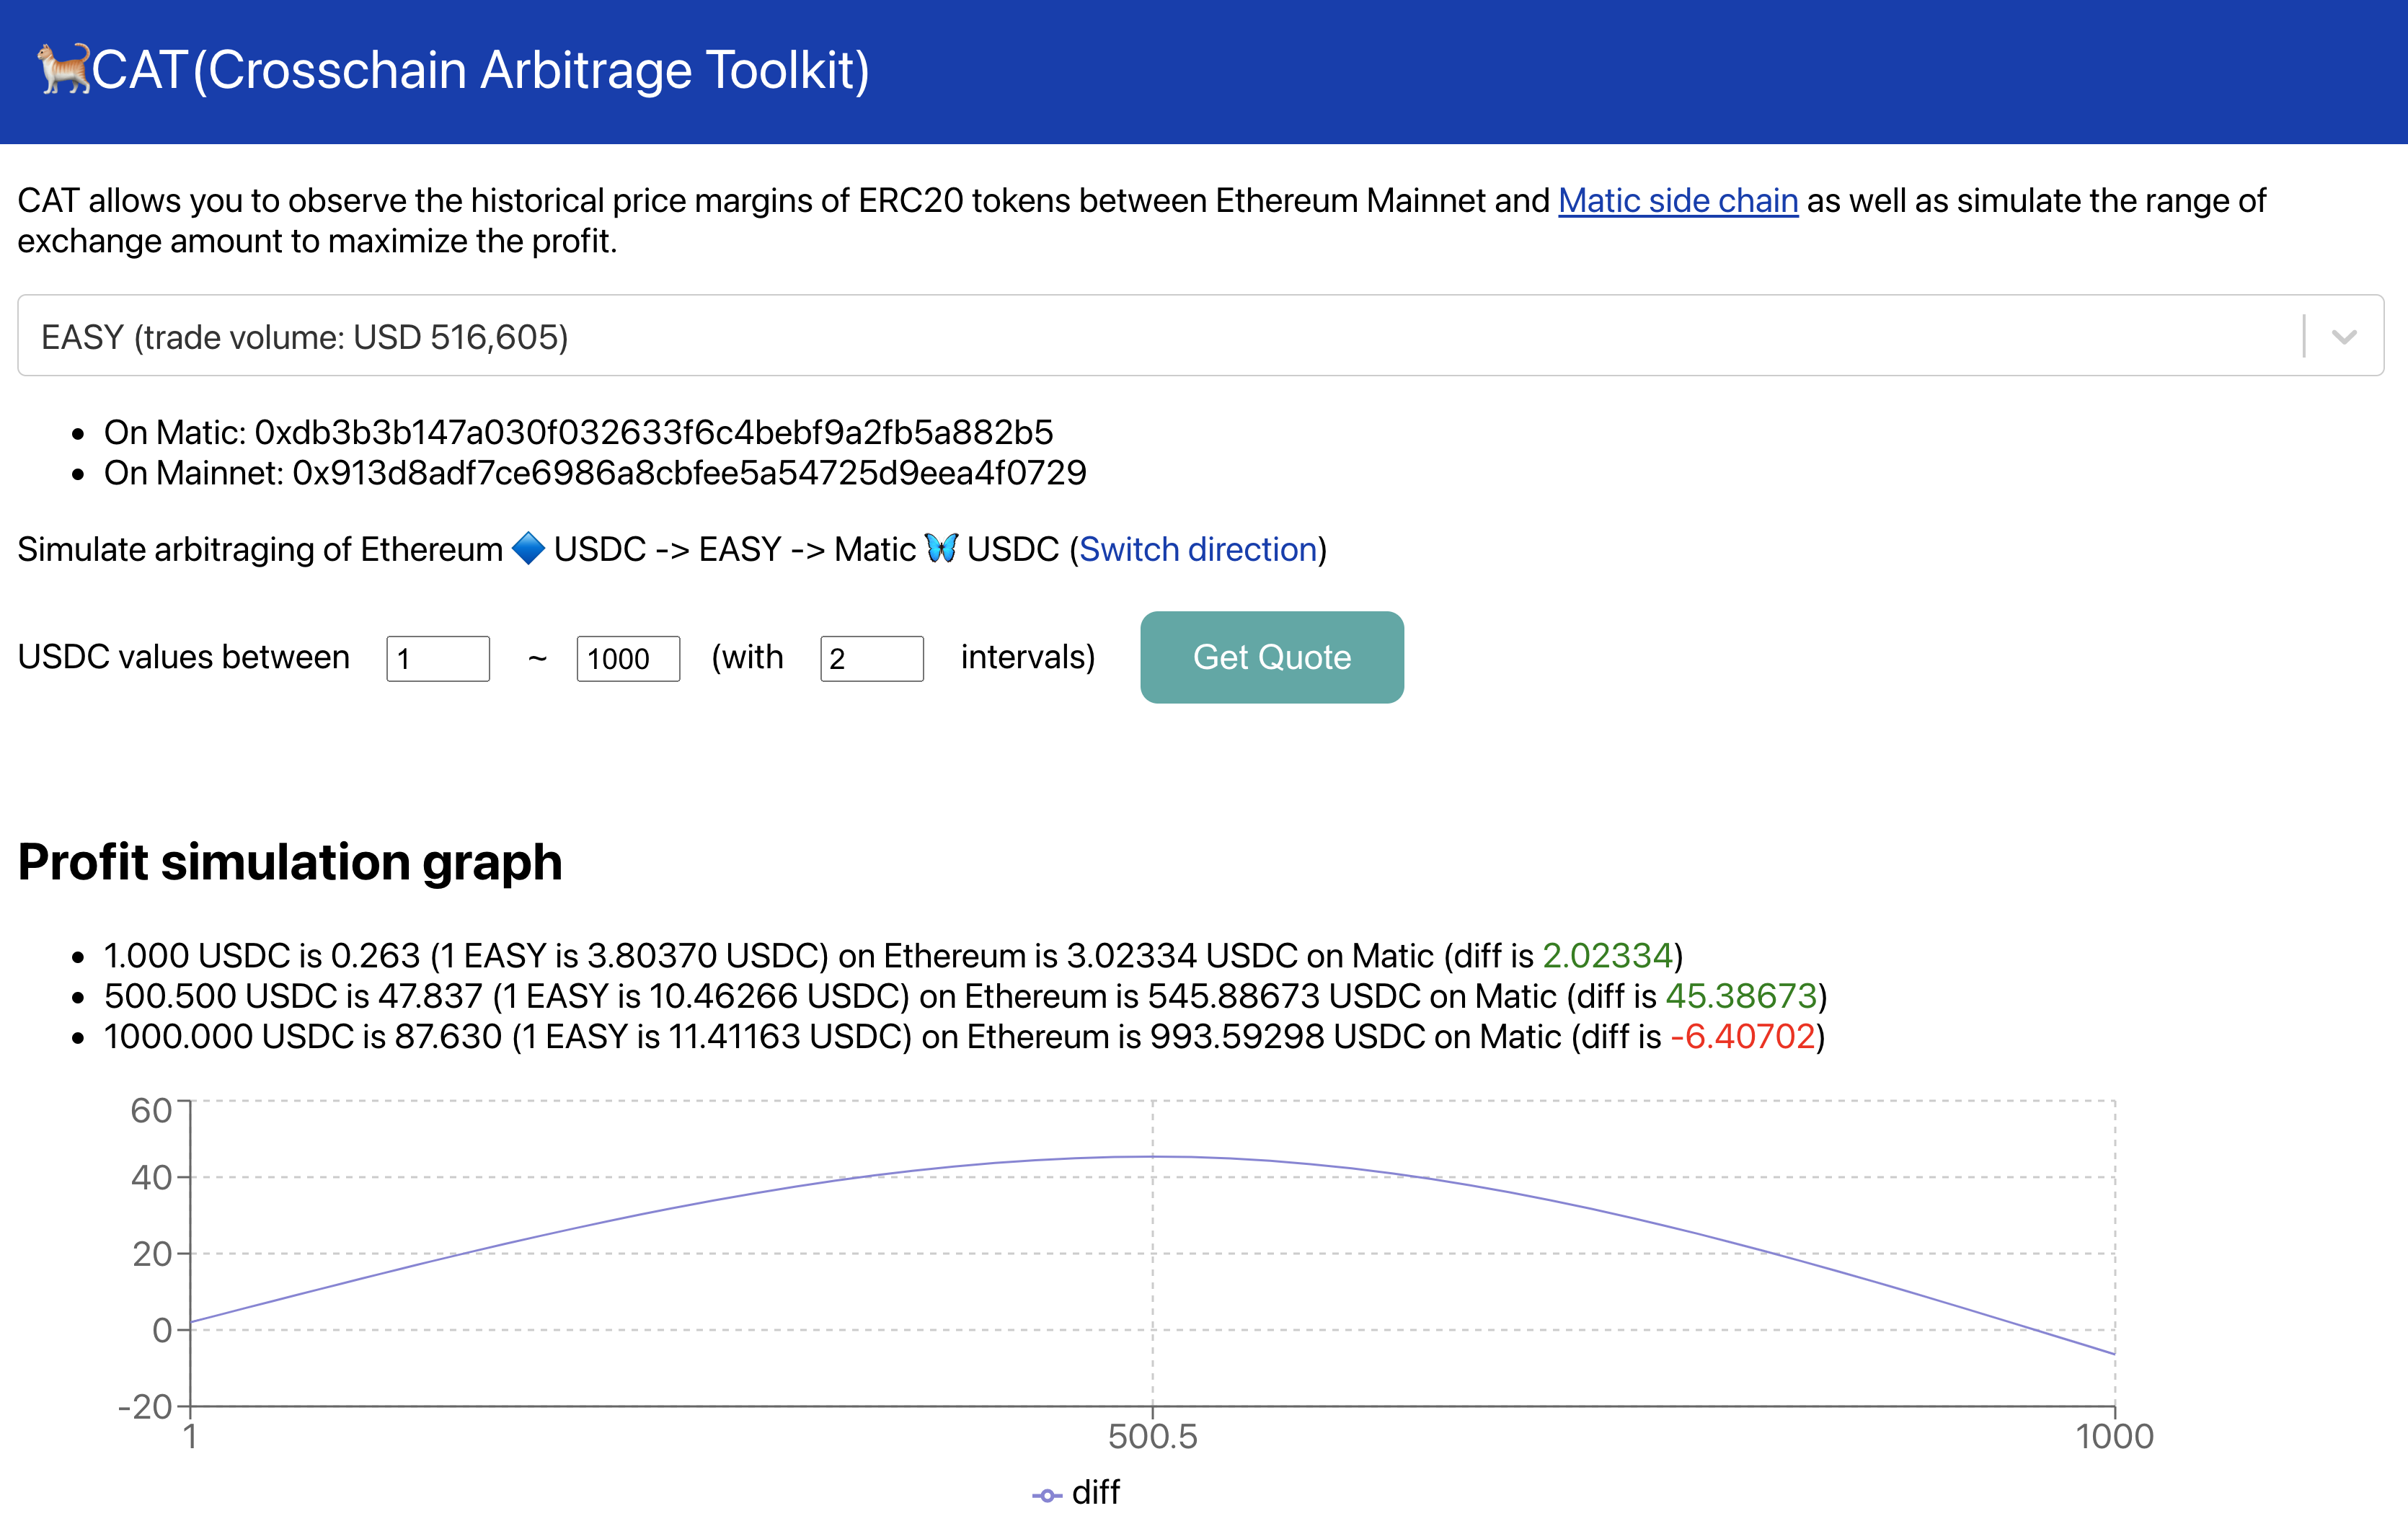 CAT(Crosschain Arbitrage Toolkit)
CAT allows you to observe the historical price margins of ERC20 tokens between Ethereum Mainnet and Matic side chain as well as simulate the range of
exchange amount to maximize the profit.
EASY (trade volume: USD 516,605)
On Matic: 0xdb3b3b147a030f032633f6c4bebf9a2fb5a882b5
On Mainnet: 0x913d8adf7ce6986a8cbfee5a54725d9eea4f0729
Simulate arbitraging of Ethereum 🔷 USDC -> EASY -> Matic 🦋 USDC (Switch direction)
USDC values between 1 ~ 1000 (with 2 intervals) Get Quote
Profit simulation graph
1.000 USDC is 0.263 (1 EASY is 3.80370 USDC) on Ethereum is 3.02334 USDC on Matic (diff is 2.02334)
500.500 USDC is 47.837 (1 EASY is 10.46266 USDC) on Ethereum is 545.88673 USDC on Matic (diff is 45.38673)
1000.000 USDC is 87.630 (1 EASY is 11.41163 USDC) on Ethereum is 993.59298 USDC on Matic (diff is -6.40702)
60
40
20
0
-20
1 500.5 1000
diff